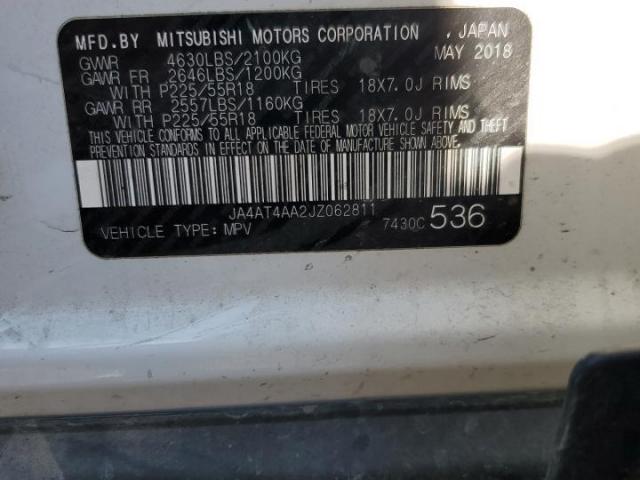 MFD.BY MITSUBISHI MOTORS CORPORATION , JAPAN
GVWR 4630LBS/2100KG MAY 2018
GAWR FR 2646LBS/1200KG
WITH P225/55R18 TIRES 18X7.0J RIMS
GAWR RR 2557LBS/1160KG
WITH P225/55R18 TIRES 18X7.0J RIMS
THIS VEHICLE CONFORMS TO ALL APPLICABLE FEDERAL MOTOR VEHICLE SAFETY AND THEFT
PREVENTION STANDARDS IN EFFECT ON THE DATE OF MANUFACTURE SHOWN ABOVE.
JA4AT4AA2JZ062811
VEHICLE TYPE: MPV 7430C 536